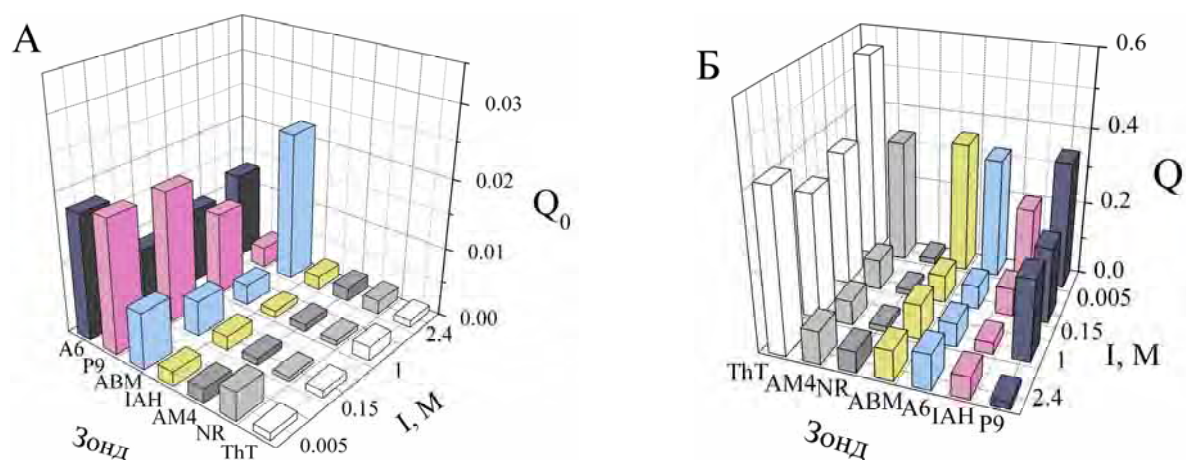 А
0.03
0.02
0.01
0.00
Q0
A6
P9
ABM
IAH
AM4
NR
ThT
Зонд
2.4
1
0.15
0.005
I, M
Б
0.6
0.4
0.2
0.0
Q
0.005
0.15
1
2.4
I, M
ThT
AM4
NR
ABM
A6
IAH
P9
Зонд